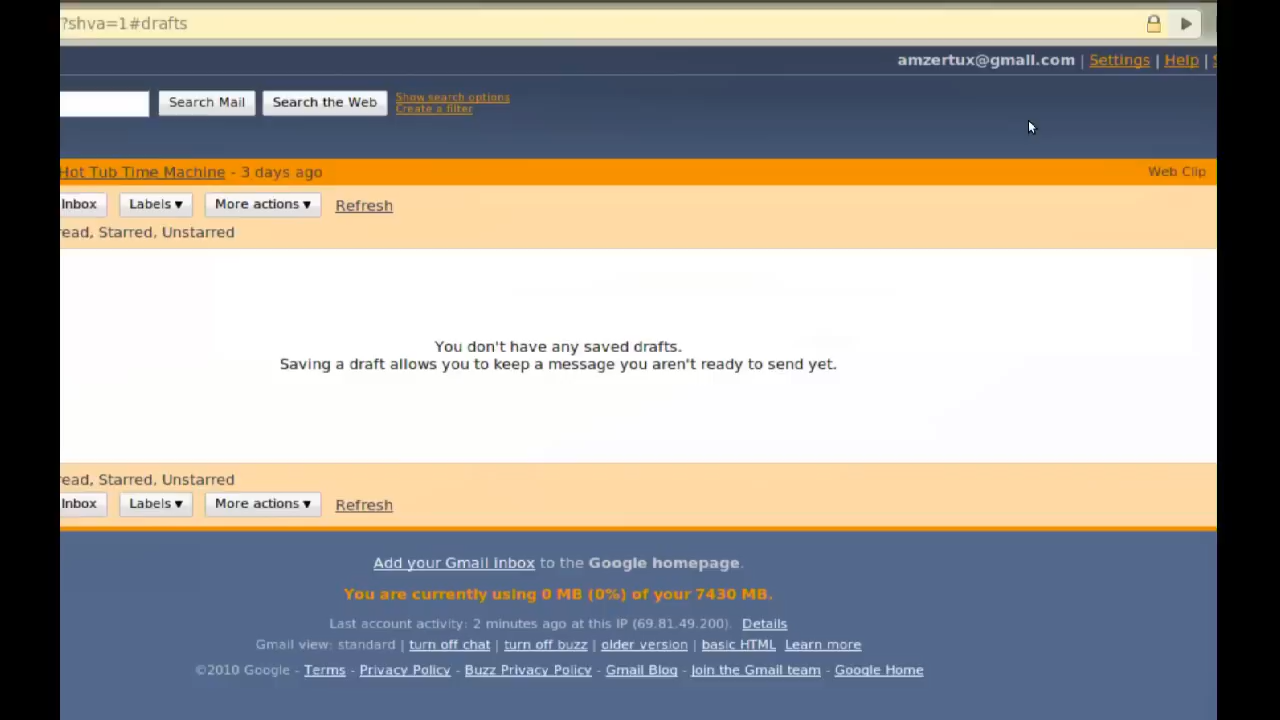 ?shva=1#drafts
amzertux@gmail.com | Settings | Help |
Search Mail Search the Web Show search options
Create a filter
Hot Tub Time Machine - 3 days ago Web Clip
Inbox Labels ▾ More actions ▾ Refresh
read, Starred, Unstarred
You don't have any saved drafts.
Saving a draft allows you to keep a message you aren't ready to send yet.
read, Starred, Unstarred
Inbox Labels ▾ More actions ▾ Refresh
Add your Gmail inbox to the Google homepage.
You are currently using 0 MB (0%) of your 7430 MB.
Last account activity: 2 minutes ago at this IP (69.81.49.200). Details
Gmail view: standard | turn off chat | turn off buzz | older version | basic HTML Learn more
©2010 Google - Terms - Privacy Policy - Buzz Privacy Policy - Gmail Blog - Join the Gmail team - Google Home